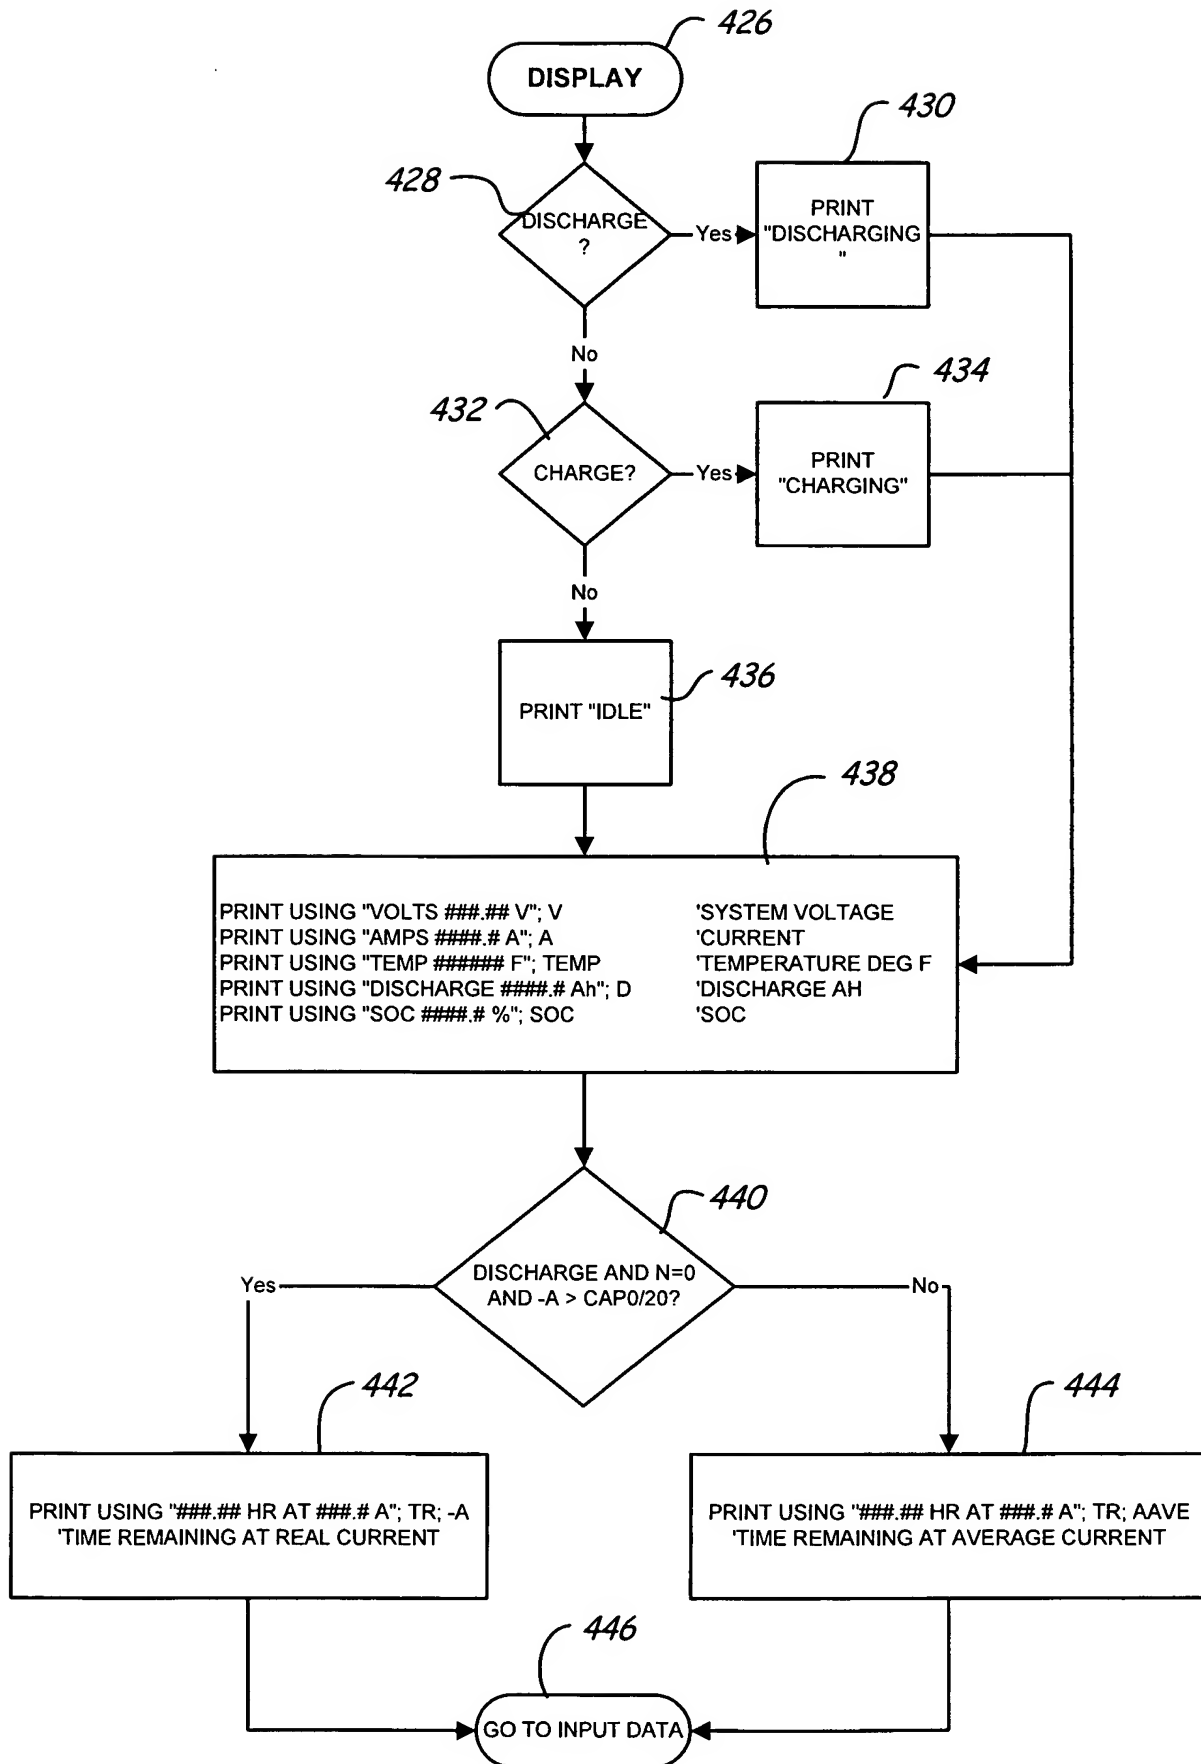 426
DISPLAY
430
428
DISCHARGE
?
Yes
PRINT
"DISCHARGING
"
No
434
432
CHARGE?
Yes
PRINT
"CHARGING"
No
436
PRINT "IDLE"
438
PRINT USING "VOLTS ###.## V"; V 'SYSTEM VOLTAGE
PRINT USING "AMPS ####.# A"; A 'CURRENT
PRINT USING "TEMP ###### F"; TEMP 'TEMPERATURE DEG F
PRINT USING "DISCHARGE ####.# Ah"; D 'DISCHARGE AH
PRINT USING "SOC ####.# %"; SOC 'SOC
440
DISCHARGE AND N=0
AND -A > CAP0/20?
Yes
No
442
444
PRINT USING "###.## HR AT ###.# A"; TR; -A
'TIME REMAINING AT REAL CURRENT
PRINT USING "###.## HR AT ###.# A"; TR; AAVE
'TIME REMAINING AT AVERAGE CURRENT
446
GO TO INPUT DATA